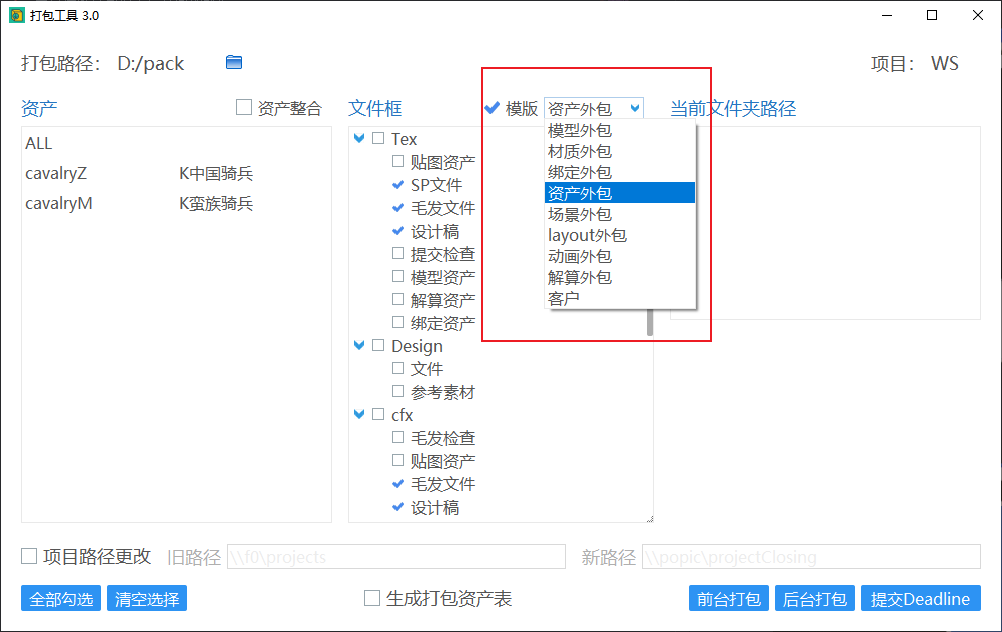 打包工具 3.0
打包路径： D:/pack
项目： WS
资产
资产整合
文件框
模版
资产外包
当前文件夹路径
ALL
cavalryZ K中国骑兵
cavalryM K蛮族骑兵
Tex
贴图资产
SP文件
毛发文件
设计稿
提交检查
模型资产
解算资产
绑定资产
Design
文件
参考素材
cfx
毛发检查
贴图资产
毛发文件
设计稿
模型外包
材质外包
绑定外包
资产外包
场景外包
layout外包
动画外包
解算外包
客户
项目路径更改
旧路径
\\f0\projects
新路径
\\popic\projectClosing
全部勾选
清空选择
生成打包资产表
前台打包
后台打包
提交Deadline